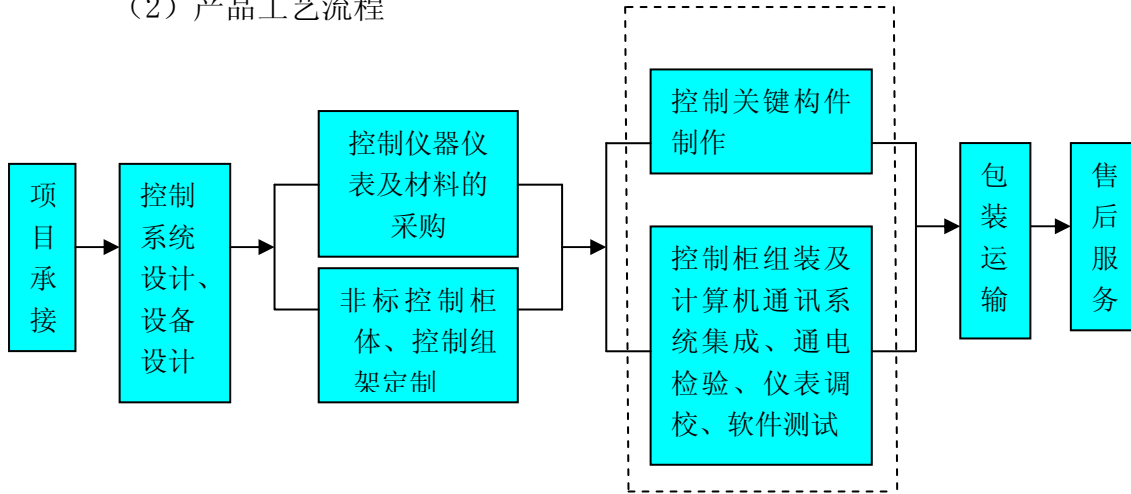 （2）产品工艺流程
项
目
承
接
控制
系统
设计、
设备
设计
控制仪器仪
表及材料的
采购
非标控制柜
体、控制组
架定制
控制关键构件
制作
控制柜组装及
计算机通讯系
统集成、通电
检验、仪表调
校、软件测试
包
装
运
输
售
后
服
务